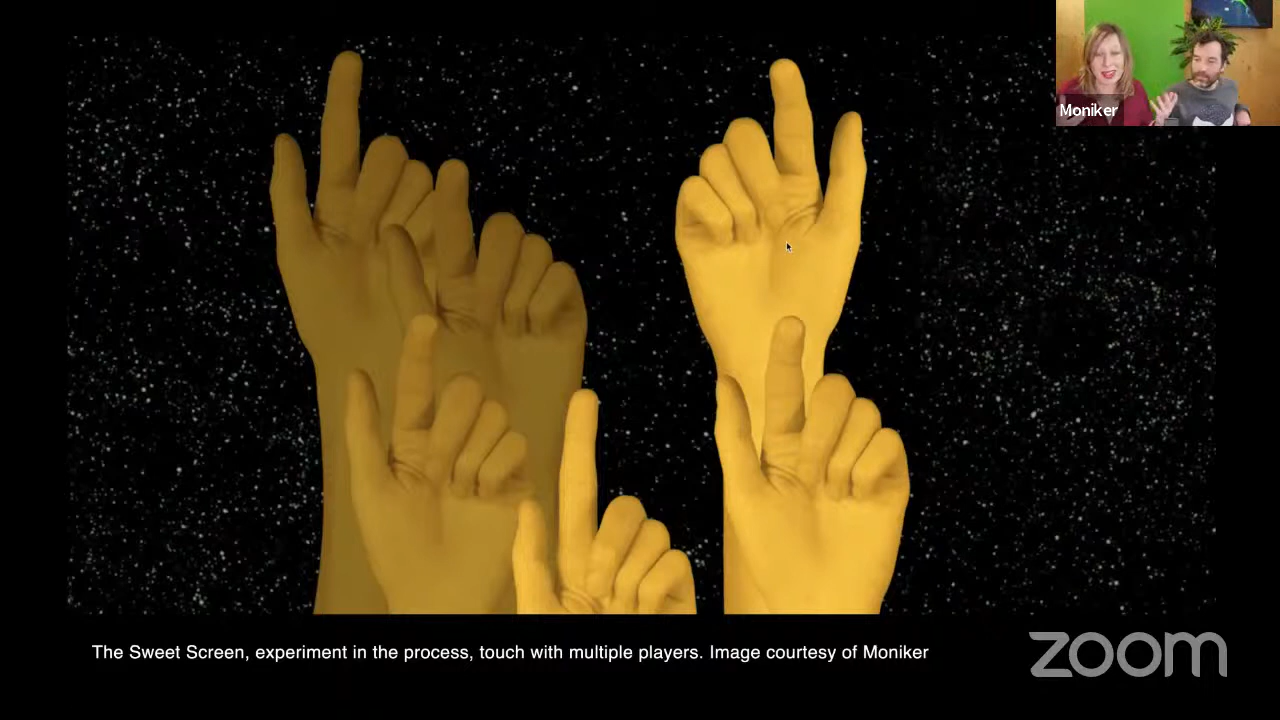 Moniker
The Sweet Screen, experiment in the process, touch with multiple players. Image courtesy of Moniker
zoom